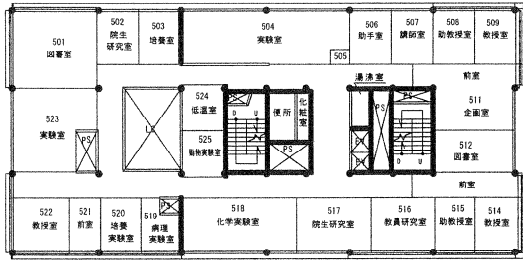 501
図書室
502
院生
研究室
503
培養室
504
実験室
505
506
助手室
507
講師室
508
助教授室
509
教授室
湯沸室
前室
511
企画室
512
図書室
前室
523
実験室
PS
524
低温室
525
動物実験室
PS
D U
便所
化粧室
PS
PS
PS
D U
EV
EV
522
教授室
521
前室
520
培養
実験室
519
病理
実験室
PS
518
化学実験室
517
院生研究室
516
教員研究室
515
助教授室
514
教授室